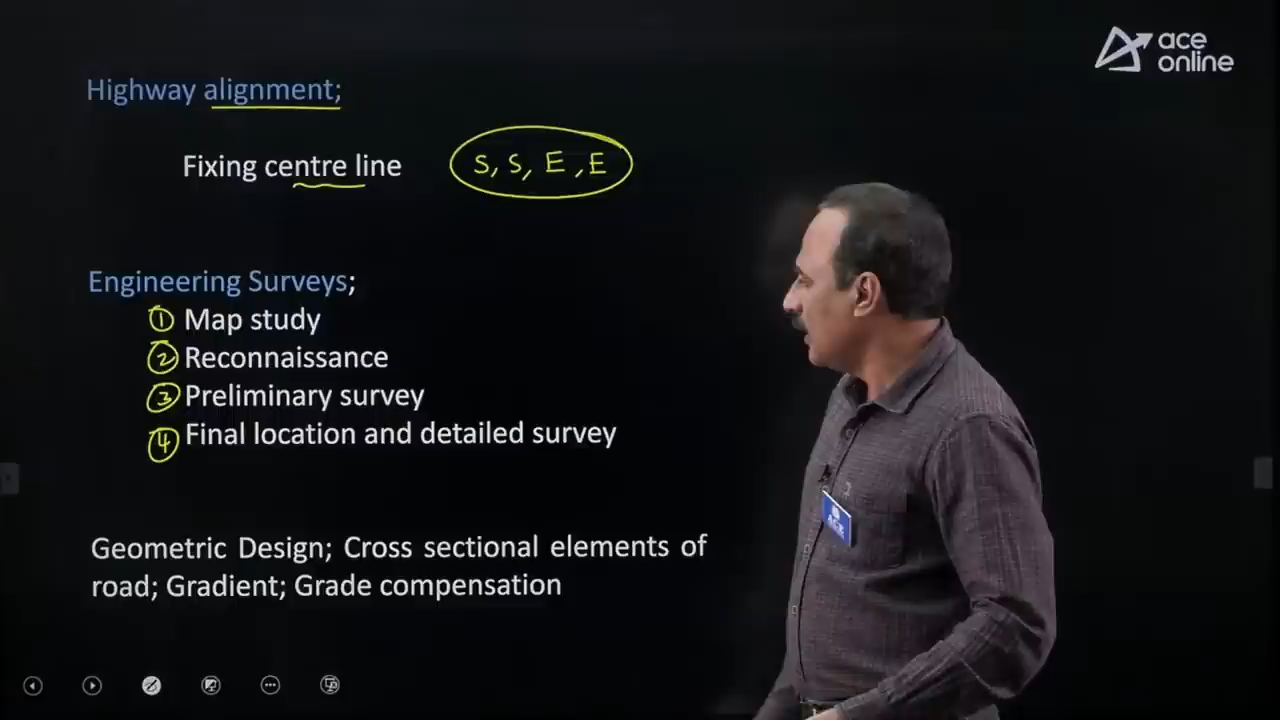 ace
online
Highway alignment;
Fixing centre line S, S, E, E
Engineering Surveys;
① Map study
② Reconnaissance
③ Preliminary survey
④ Final location and detailed survey
Geometric Design; Cross sectional elements of
road; Gradient; Grade compensation
ACE